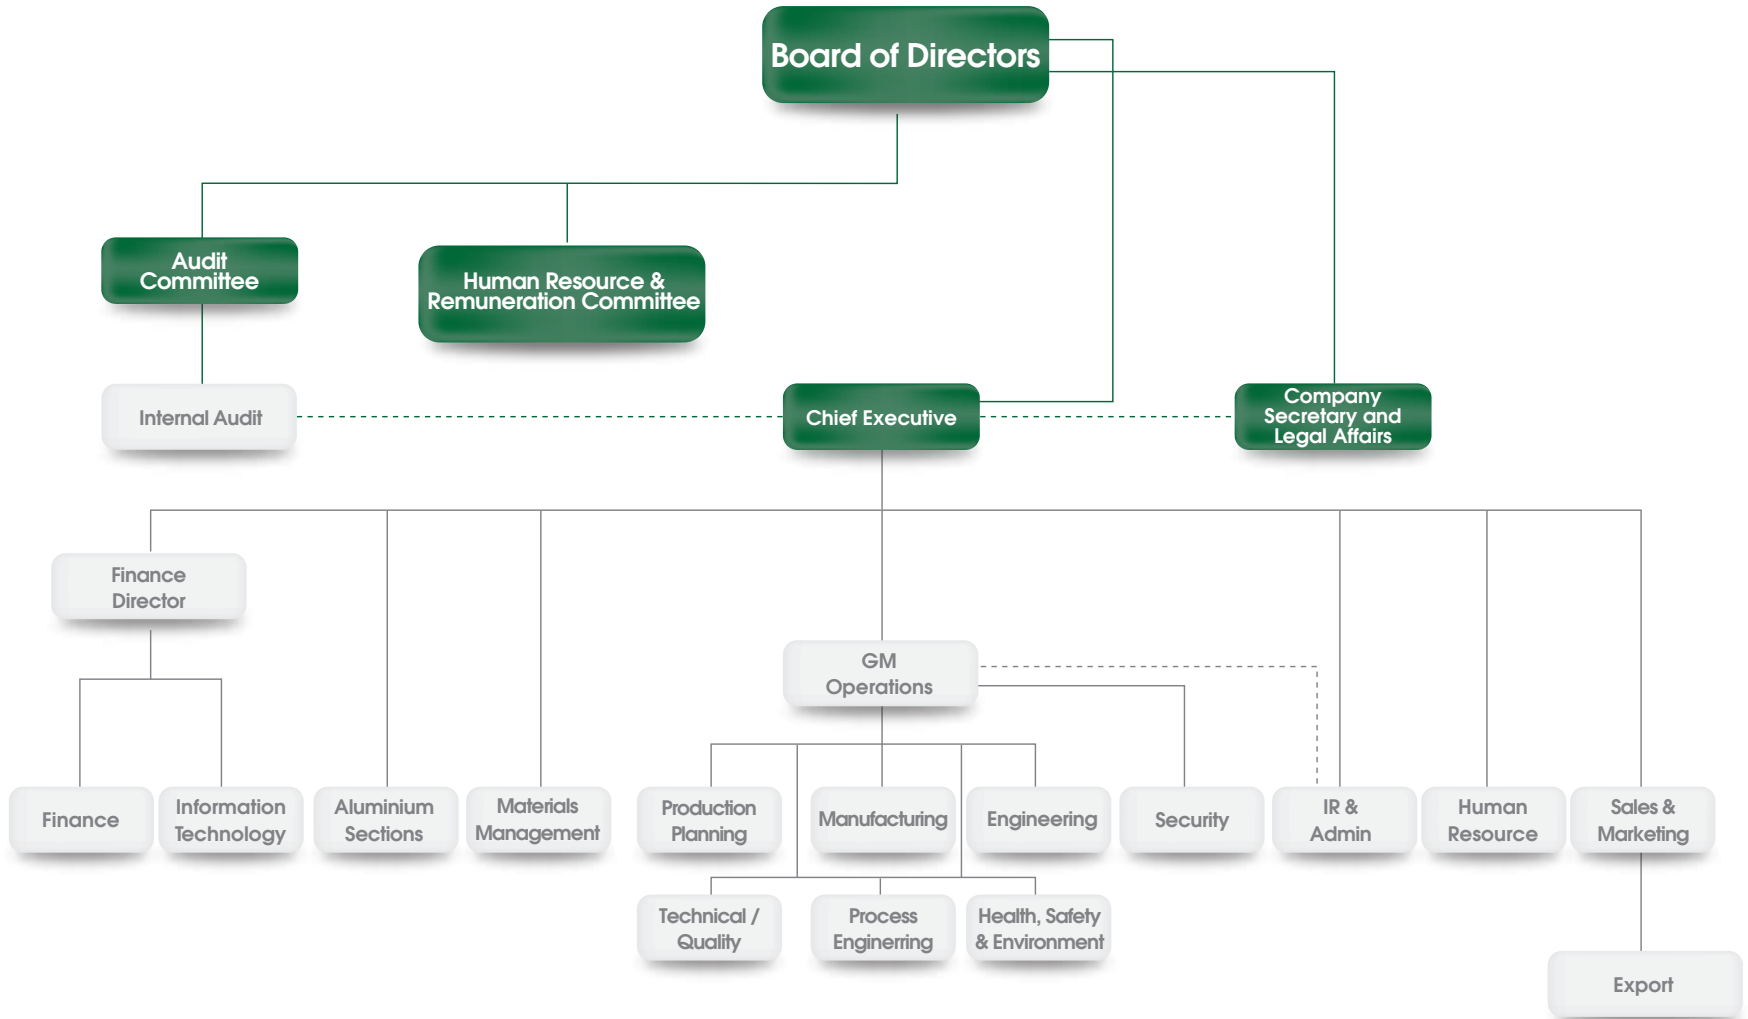 Board of Directors
Audit
Committee
Human Resource &
Remuneration Committee
Internal Audit
Chief Executive
Company
Secretary and
Legal Affairs
Finance
Director
GM
Operations
Finance
Information
Technology
Aluminium
Sections
Materials
Management
Production
Planning
Manufacturing
Engineering
Security
IR &
Admin
Human
Resource
Sales &
Marketing
Technical /
Quality
Process
Enginerring
Health, Safety
& Environment
Export